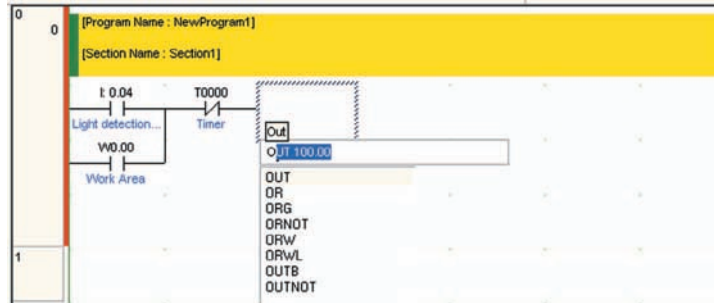 0
0
[Program Name : NewProgram1]
[Section Name : Section1]
I: 0.04
T0000
Light detection...
Timer
W0.00
Work Area
Out
OUT 100.00
OUT
OR
ORG
ORNOT
ORW
ORWL
OUTB
OUTNOT
1